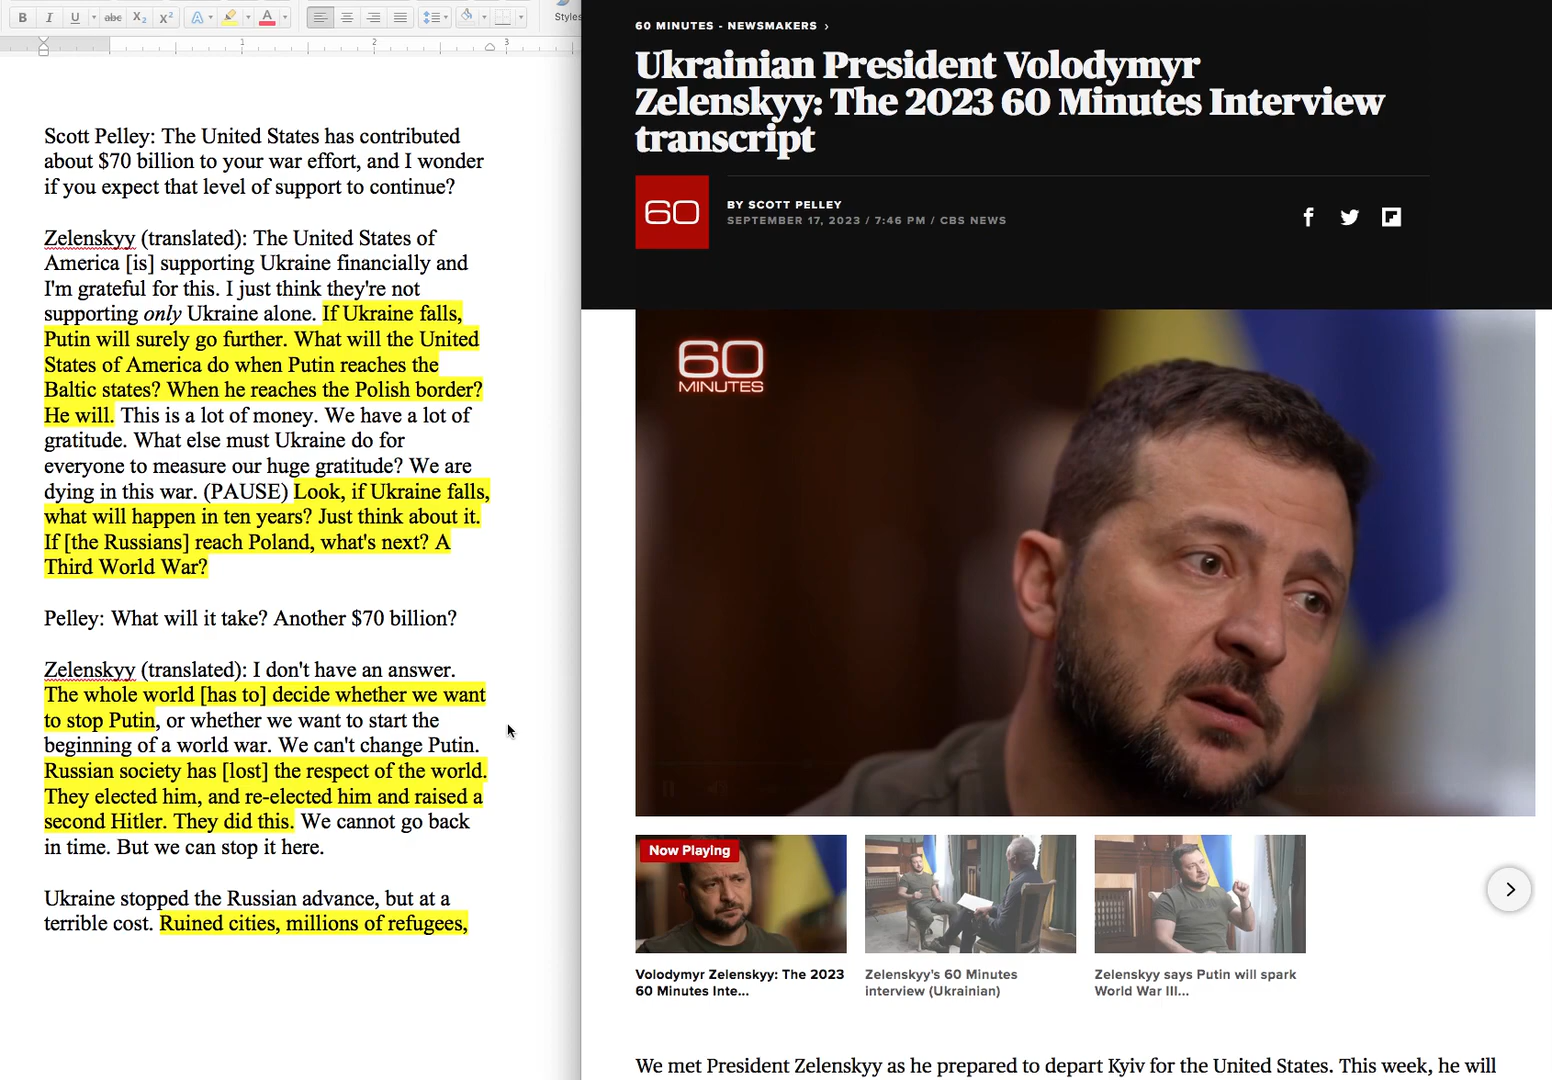 B I U abc X₂ X² A A Styles
1 2 3
Scott Pelley: The United States has contributed
about $70 billion to your war effort, and I wonder
if you expect that level of support to continue?
Zelenskyy (translated): The United States of
America [is] supporting Ukraine financially and
I'm grateful for this. I just think they're not
supporting only Ukraine alone. If Ukraine falls,
Putin will surely go further. What will the United
States of America do when Putin reaches the
Baltic states? When he reaches the Polish border?
He will. This is a lot of money. We have a lot of
gratitude. What else must Ukraine do for
everyone to measure our huge gratitude? We are
dying in this war. (PAUSE) Look, if Ukraine falls,
what will happen in ten years? Just think about it.
If [the Russians] reach Poland, what's next? A
Third World War?
Pelley: What will it take? Another $70 billion?
Zelenskyy (translated): I don't have an answer.
The whole world [has to] decide whether we want
to stop Putin, or whether we want to start the
beginning of a world war. We can't change Putin.
Russian society has [lost] the respect of the world.
They elected him, and re-elected him and raised a
second Hitler. They did this. We cannot go back
in time. But we can stop it here.
Ukraine stopped the Russian advance, but at a
terrible cost. Ruined cities, millions of refugees,
60 MINUTES - NEWSMAKERS ›
Ukrainian President Volodymyr
Zelenskyy: The 2023 60 Minutes Interview
transcript
60
BY SCOTT PELLEY
SEPTEMBER 17, 2023 / 7:46 PM / CBS NEWS
60
MINUTES
Now Playing
Volodymyr Zelenskyy: The 2023
60 Minutes Inte...
Zelenskyy's 60 Minutes
interview (Ukrainian)
Zelenskyy says Putin will spark
World War III...
We met President Zelenskyy as he prepared to depart Kyiv for the United States. This week, he will